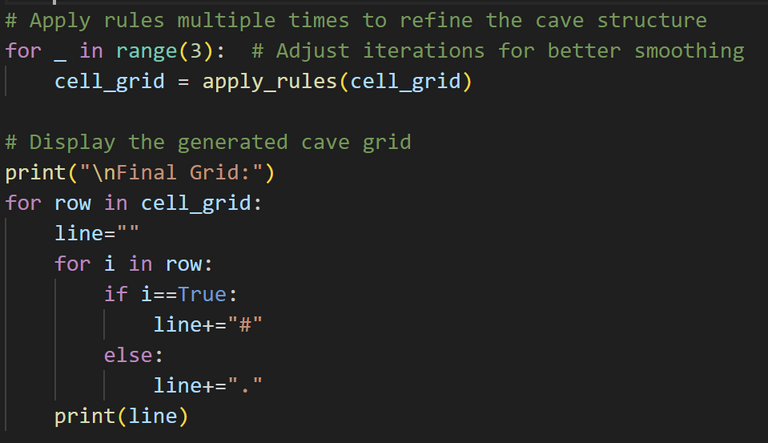 # Apply rules multiple times to refine the cave structure
for _ in range(3):  # Adjust iterations for better smoothing
    cell_grid = apply_rules(cell_grid)

# Display the generated cave grid
print("\nFinal Grid:")
for row in cell_grid:
    line=""
    for i in row:
        if i==True:
            line+="#"
        else:
            line+="."
    print(line)